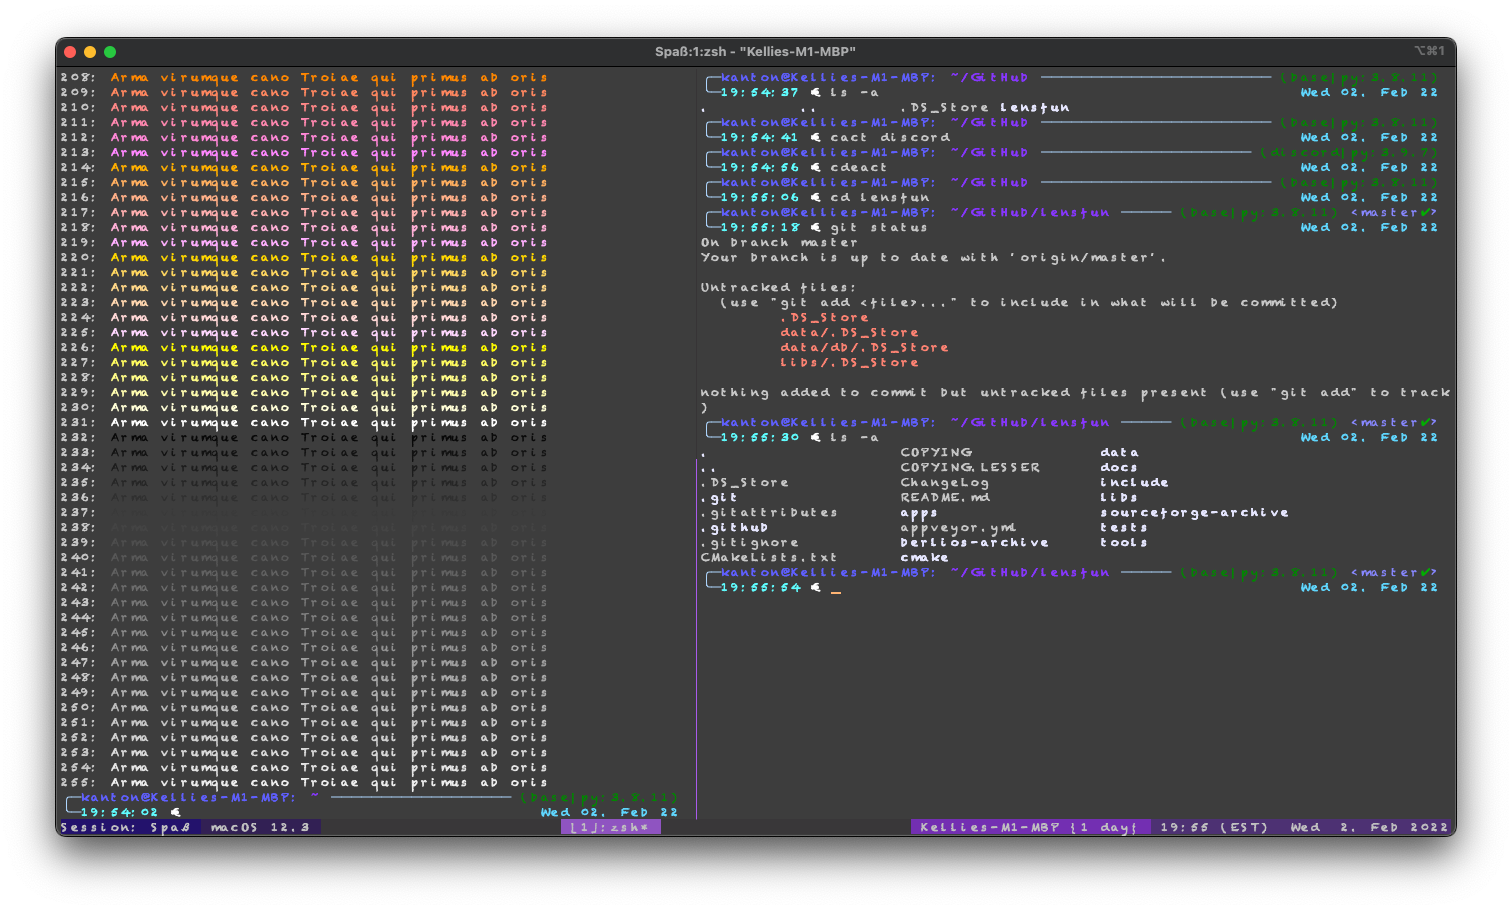 Spaß:1:zsh - "Kellies-M1-MBP"
⌥⌘1
208: Arma virumque cano Troiae qui primus ab oris
209: Arma virumque cano Troiae qui primus ab oris
210: Arma virumque cano Troiae qui primus ab oris
211: Arma virumque cano Troiae qui primus ab oris
212: Arma virumque cano Troiae qui primus ab oris
213: Arma virumque cano Troiae qui primus ab oris
214: Arma virumque cano Troiae qui primus ab oris
215: Arma virumque cano Troiae qui primus ab oris
216: Arma virumque cano Troiae qui primus ab oris
217: Arma virumque cano Troiae qui primus ab oris
218: Arma virumque cano Troiae qui primus ab oris
219: Arma virumque cano Troiae qui primus ab oris
220: Arma virumque cano Troiae qui primus ab oris
221: Arma virumque cano Troiae qui primus ab oris
222: Arma virumque cano Troiae qui primus ab oris
223: Arma virumque cano Troiae qui primus ab oris
224: Arma virumque cano Troiae qui primus ab oris
225: Arma virumque cano Troiae qui primus ab oris
226: Arma virumque cano Troiae qui primus ab oris
227: Arma virumque cano Troiae qui primus ab oris
228: Arma virumque cano Troiae qui primus ab oris
229: Arma virumque cano Troiae qui primus ab oris
230: Arma virumque cano Troiae qui primus ab oris
231: Arma virumque cano Troiae qui primus ab oris
232: Arma virumque cano Troiae qui primus ab oris
233: Arma virumque cano Troiae qui primus ab oris
234: Arma virumque cano Troiae qui primus ab oris
235: Arma virumque cano Troiae qui primus ab oris
236: Arma virumque cano Troiae qui primus ab oris
237:
238: Arma virumque cano Troiae qui primus ab oris
239: Arma virumque cano Troiae qui primus ab oris
240: Arma virumque cano Troiae qui primus ab oris
241: Arma virumque cano Troiae qui primus ab oris
242: Arma virumque cano Troiae qui primus ab oris
243: Arma virumque cano Troiae qui primus ab oris
244: Arma virumque cano Troiae qui primus ab oris
245: Arma virumque cano Troiae qui primus ab oris
246: Arma virumque cano Troiae qui primus ab oris
247: Arma virumque cano Troiae qui primus ab oris
248: Arma virumque cano Troiae qui primus ab oris
249: Arma virumque cano Troiae qui primus ab oris
250: Arma virumque cano Troiae qui primus ab oris
251: Arma virumque cano Troiae qui primus ab oris
252: Arma virumque cano Troiae qui primus ab oris
253: Arma virumque cano Troiae qui primus ab oris
254: Arma virumque cano Troiae qui primus ab oris
255: Arma virumque cano Troiae qui primus ab oris
kanton@Kellies-M1-MBP: ~ (base|py:3.8.11)
19:54:02 Wed 02. Feb 22
kanton@Kellies-M1-MBP: ~/GitHub (base|py:3.8.11)
19:54:37 ls -a Wed 02. Feb 22
. .. .DS_Store lensfun
kanton@Kellies-M1-MBP: ~/GitHub (base|py:3.8.11)
19:54:41 cact discord Wed 02. Feb 22
kanton@Kellies-M1-MBP: ~/GitHub (discord|py:3.9.7)
19:54:56 cdeact Wed 02. Feb 22
kanton@Kellies-M1-MBP: ~/GitHub (base|py:3.8.11)
19:55:06 cd lensfun Wed 02. Feb 22
kanton@Kellies-M1-MBP: ~/GitHub/lensfun (base|py:3.8.11) <master✔>
19:55:18 git status Wed 02. Feb 22
On branch master
Your branch is up to date with 'origin/master'.
Untracked files:
(use "git add <file>..." to include in what will be committed)
.DS_Store
data/.DS_Store
data/db/.DS_Store
libs/.DS_Store
nothing added to commit but untracked files present (use "git add" to track
)
kanton@Kellies-M1-MBP: ~/GitHub/lensfun (base|py:3.8.11) <master✔>
19:55:30 ls -a Wed 02. Feb 22
. COPYING data
.. COPYING.LESSER docs
.DS_Store ChangeLog include
.git README.md libs
.gitattributes apps sourceforge-archive
.github appveyor.yml tests
.gitignore berlios-archive tools
CMakeLists.txt cmake
kanton@Kellies-M1-MBP: ~/GitHub/lensfun (base|py:3.8.11) <master✔>
19:55:54 _ Wed 02. Feb 22
Session: Spaß macOS 12.3 [1]:zsh* Kellies-M1-MBP {1 day} 19:55 (EST) Wed 2. Feb 2022